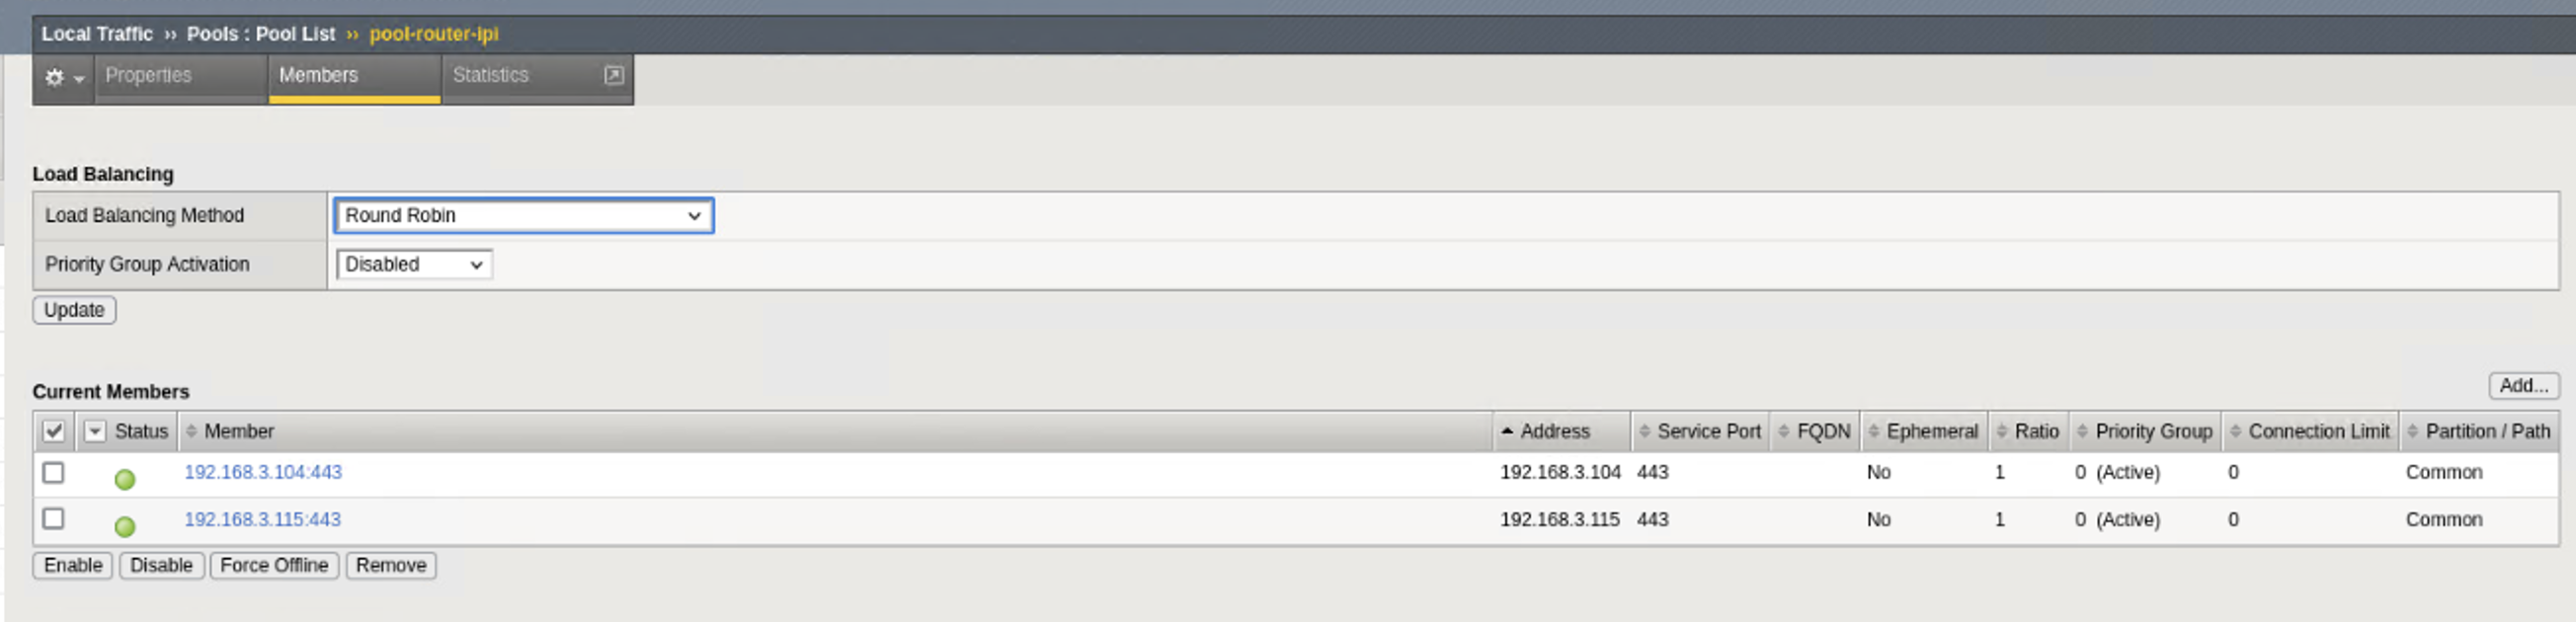 Local Traffic ›› Pools : Pool List ›› pool-router-ipi
Properties Members Statistics
Load Balancing
Load Balancing Method Round Robin
Priority Group Activation Disabled
Update
Add...
Current Members
Status Member Address Service Port FQDN Ephemeral Ratio Priority Group Connection Limit Partition / Path
192.168.3.104:443 192.168.3.104 443 No 1 0 (Active) 0 Common
192.168.3.115:443 192.168.3.115 443 No 1 0 (Active) 0 Common
Enable Disable Force Offline Remove